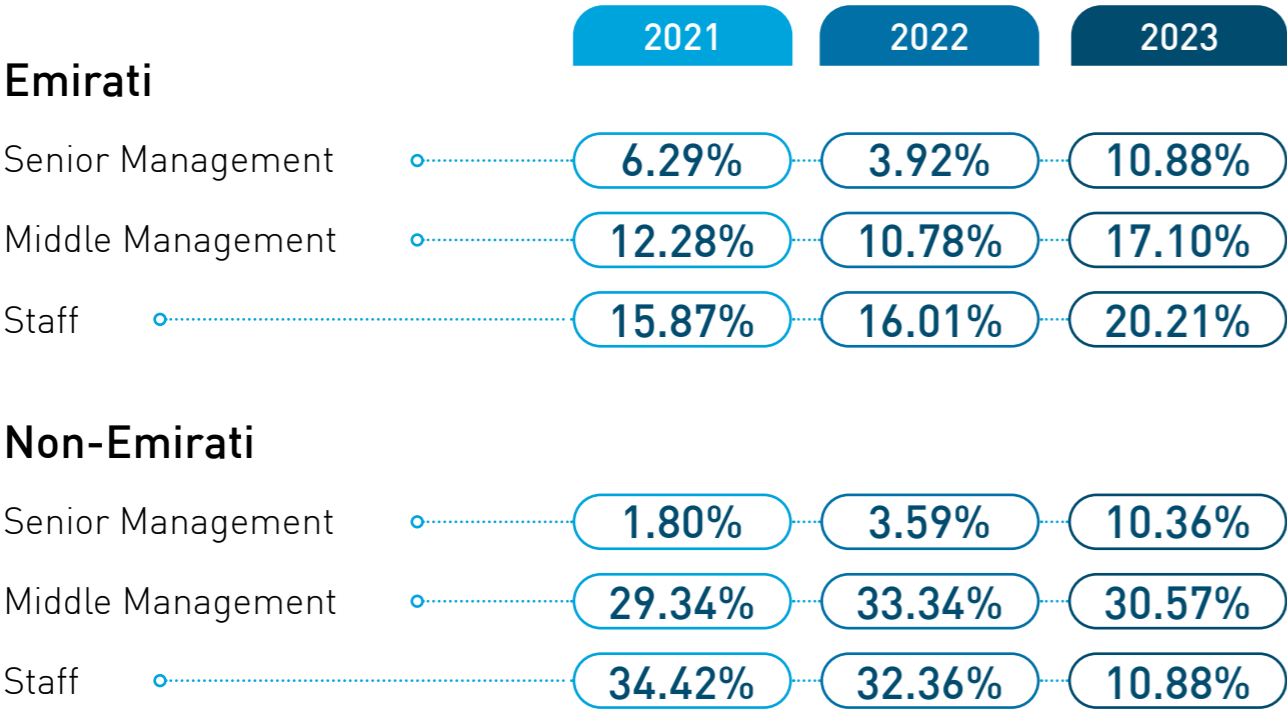 2021 2022 2023
Emirati
Senior Management 6.29% 3.92% 10.88%
Middle Management 12.28% 10.78% 17.10%
Staff 15.87% 16.01% 20.21%
Non-Emirati
Senior Management 1.80% 3.59% 10.36%
Middle Management 29.34% 33.34% 30.57%
Staff 34.42% 32.36% 10.88%